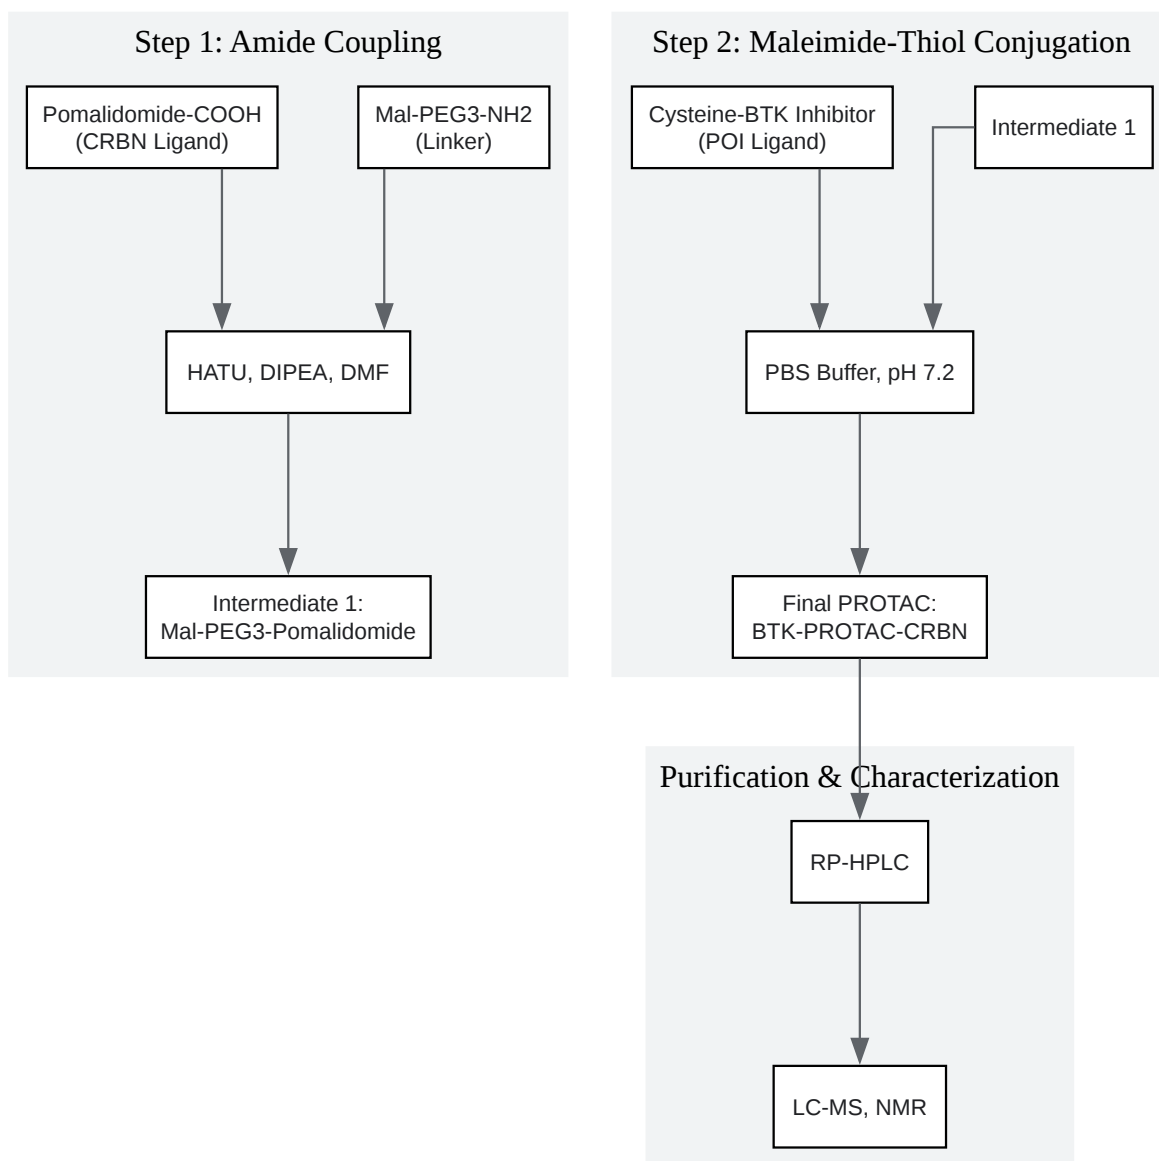 Step 1: Amide Coupling
Pomalidomide-COOH
(CRBN Ligand)
Mal-PEG3-NH2
(Linker)
HATU, DIPEA, DMF
Intermediate 1:
Mal-PEG3-Pomalidomide
Step 2: Maleimide-Thiol Conjugation
Cysteine-BTK Inhibitor
(POI Ligand)
Intermediate 1
PBS Buffer, pH 7.2
Final PROTAC:
BTK-PROTAC-CRBN
Purification & Characterization
RP-HPLC
LC-MS, NMR